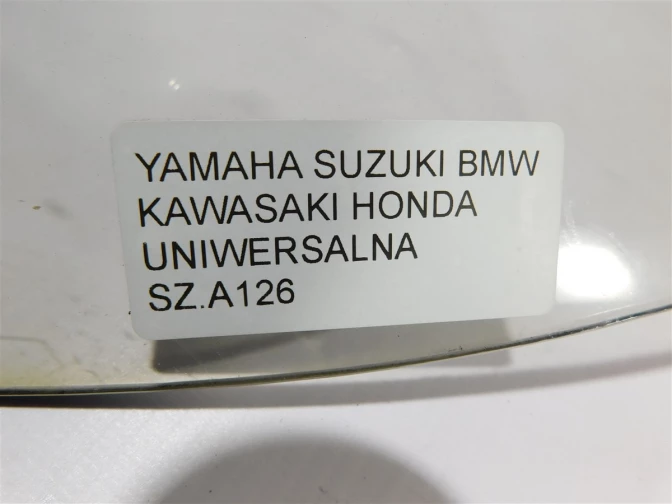 YAMAHA SUZUKI BMW
KAWASAKI HONDA
UNIWERSALNA
SZ.A126